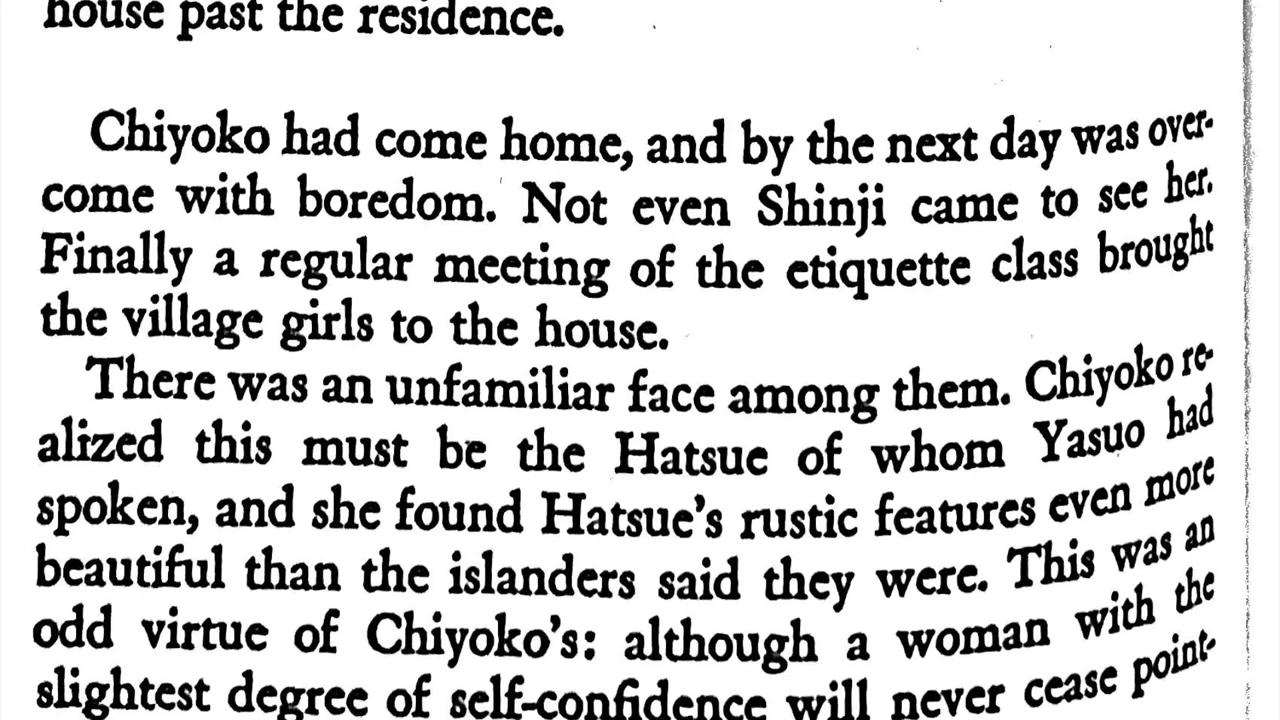 house past the residence.
Chiyoko had come home, and by the next day was over-
come with boredom. Not even Shinji came to see her.
Finally a regular meeting of the etiquette class brought
the village girls to the house.
There was an unfamiliar face among them. Chiyoko re-
alized this must be the Hatsue of whom Yasuo had
spoken, and she found Hatsue's rustic features even more
beautiful than the islanders said they were. This was an
odd virtue of Chiyoko's: although a woman with the
slightest degree of self-confidence will never cease point-